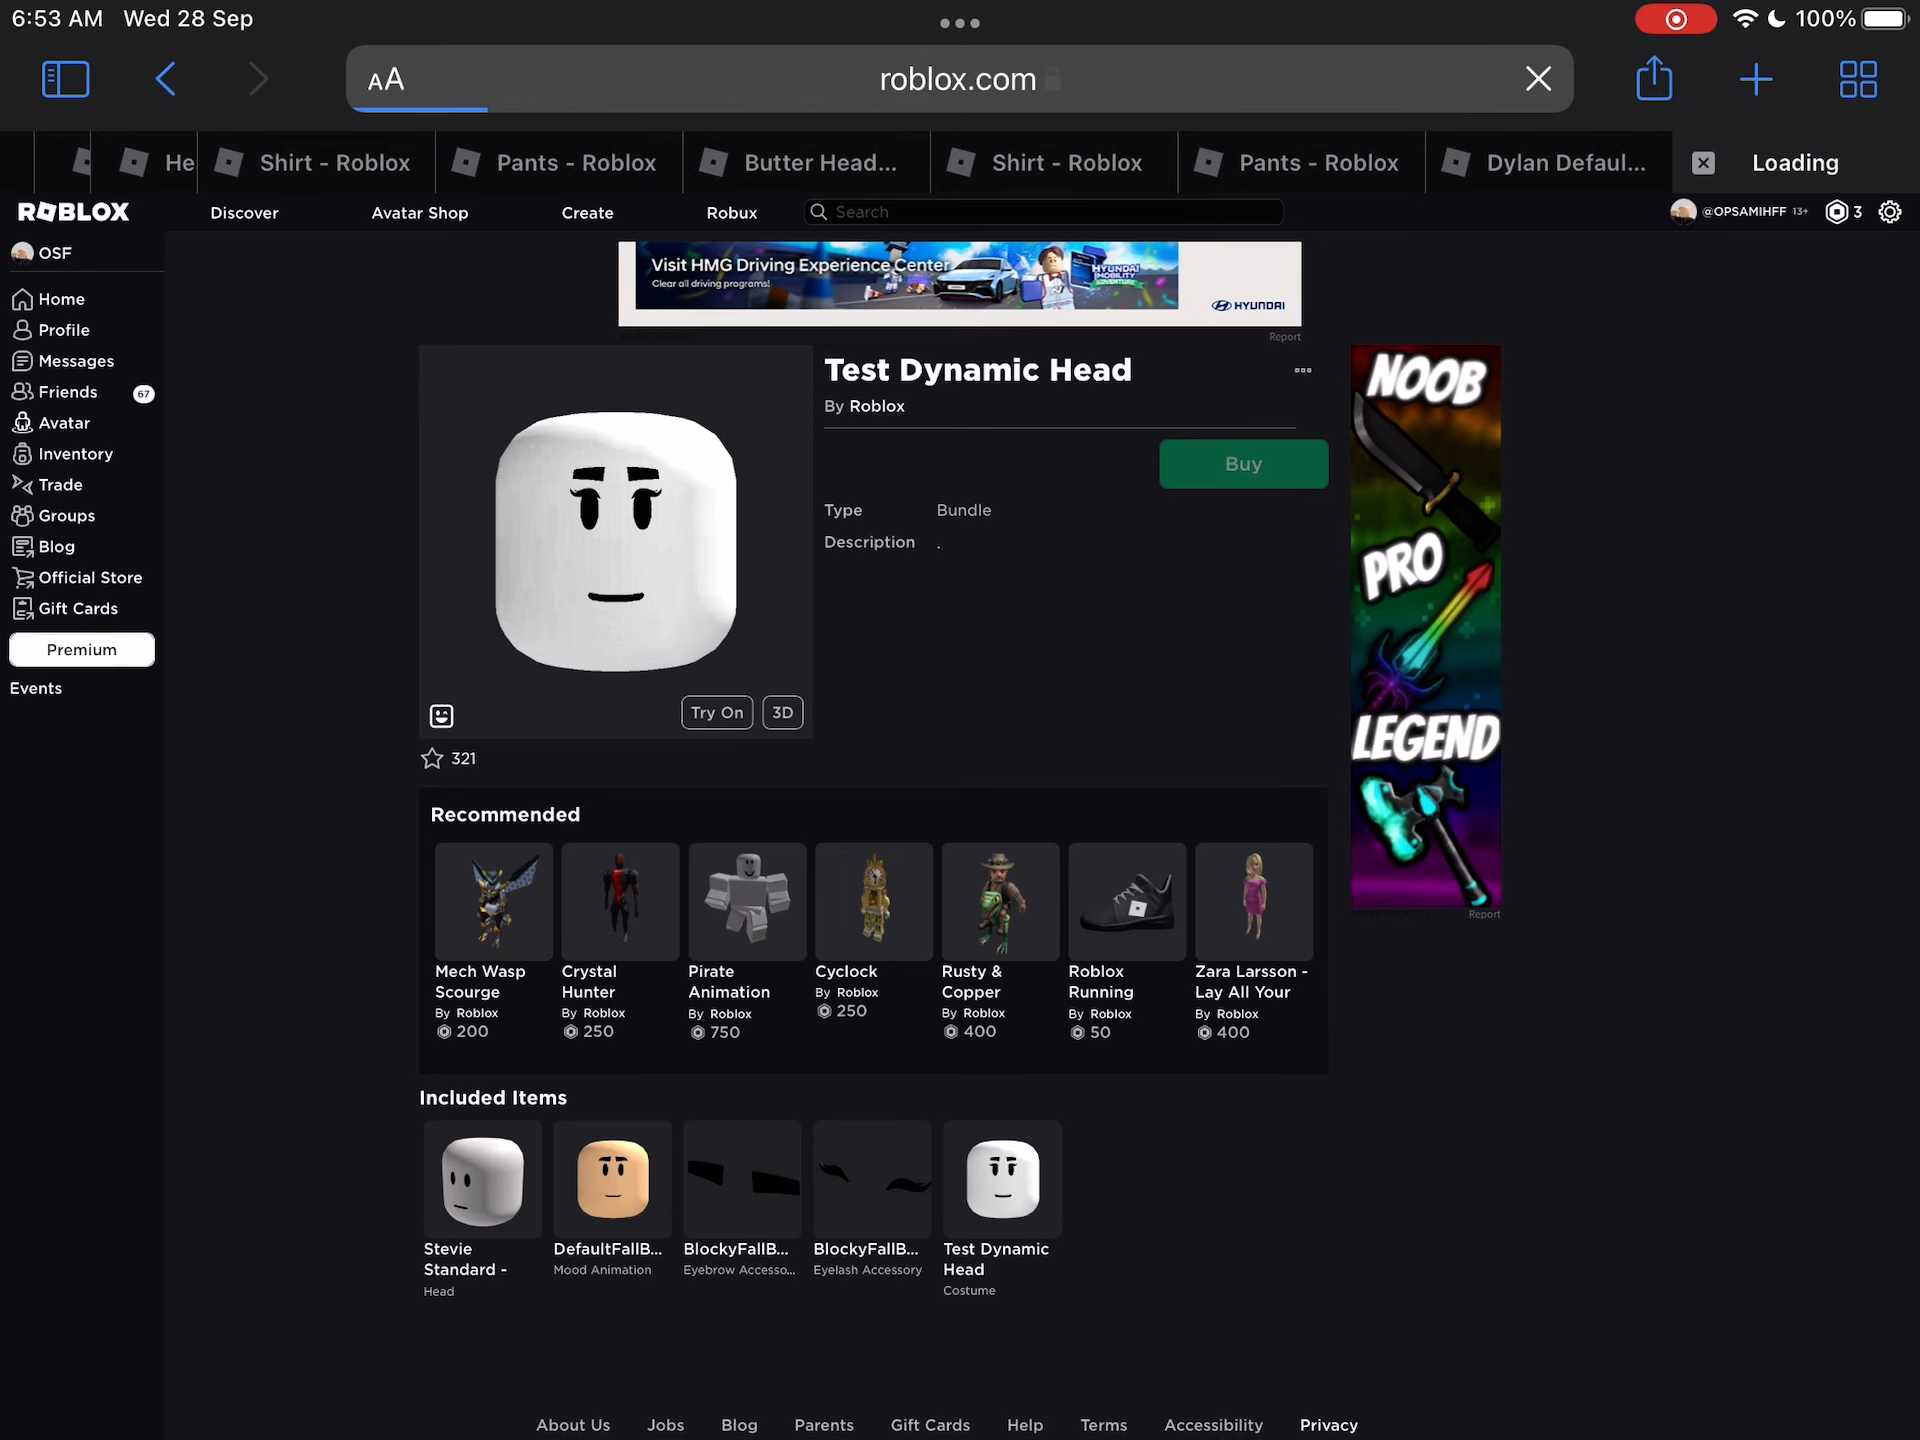 6:53 AM Wed 28 Sep
100%
AA
roblox.com
He
Shirt - Roblox
Pants - Roblox
Butter Head...
Shirt - Roblox
Pants - Roblox
Dylan Defaul...
Loading
ROBLOX
Discover
Avatar Shop
Create
Robux
Search
@OPSAMIHFF 13+
3
OSF
Home
Profile
Messages
Friends 67
Avatar
Inventory
Trade
Groups
Blog
Official Store
Gift Cards
Premium
Events
Visit HMG Driving Experience Center
Clear all driving programs!
HYUNDAI
MOBILITY
ADVENTURE
HYUNDAI
Report
Test Dynamic Head
By Roblox
Buy
Type Bundle
Description .
Try On
3D
321
NOOB
PRO
LEGEND
Report
Recommended
Mech Wasp
Scourge
By Roblox
200
Crystal
Hunter
By Roblox
250
Pirate
Animation
By Roblox
750
Cyclock
By Roblox
250
Rusty &
Copper
By Roblox
400
Roblox
Running
By Roblox
50
Zara Larsson -
Lay All Your
By Roblox
400
Included Items
Stevie
Standard -
Head
DefaultFallB...
Mood Animation
BlockyFallB...
Eyebrow Accesso...
BlockyFallB...
Eyelash Accessory
Test Dynamic
Head
Costume
About Us
Jobs
Blog
Parents
Gift Cards
Help
Terms
Accessibility
Privacy